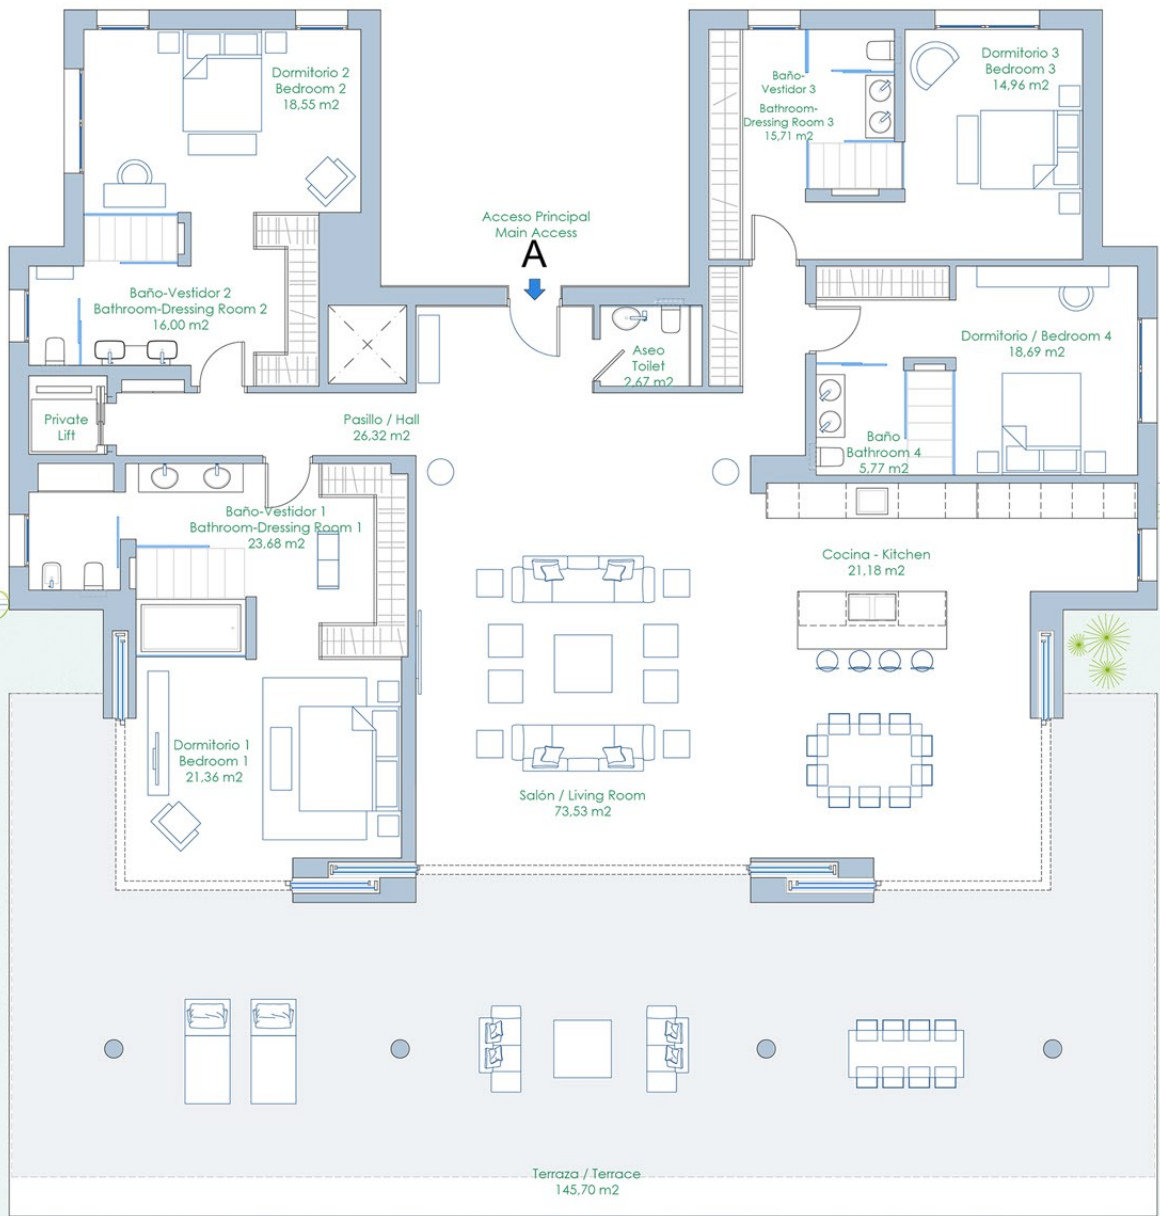 Dormitorio 2
Bedroom 2
18,55 m2
Dormitorio 3
Bedroom 3
14,96 m2
Baño-
Vestidor 3
Bathroom-
Dressing Room 3
15,71 m2
Acceso Principal
Main Access
A
Baño-Vestidor 2
Bathroom-Dressing Room 2
16,00 m2
Aseo
Toilet
2,67 m2
Dormitorio / Bedroom 4
18,69 m2
Private
Lift
Pasillo / Hall
26,32 m2
Baño
Bathroom 4
5,77 m2
Baño-Vestidor 1
Bathroom-Dressing Room 1
23,68 m2
Cocina - Kitchen
21,18 m2
Dormitorio 1
Bedroom 1
21,36 m2
Salón / Living Room
73,53 m2
Terraza / Terrace
145,70 m2